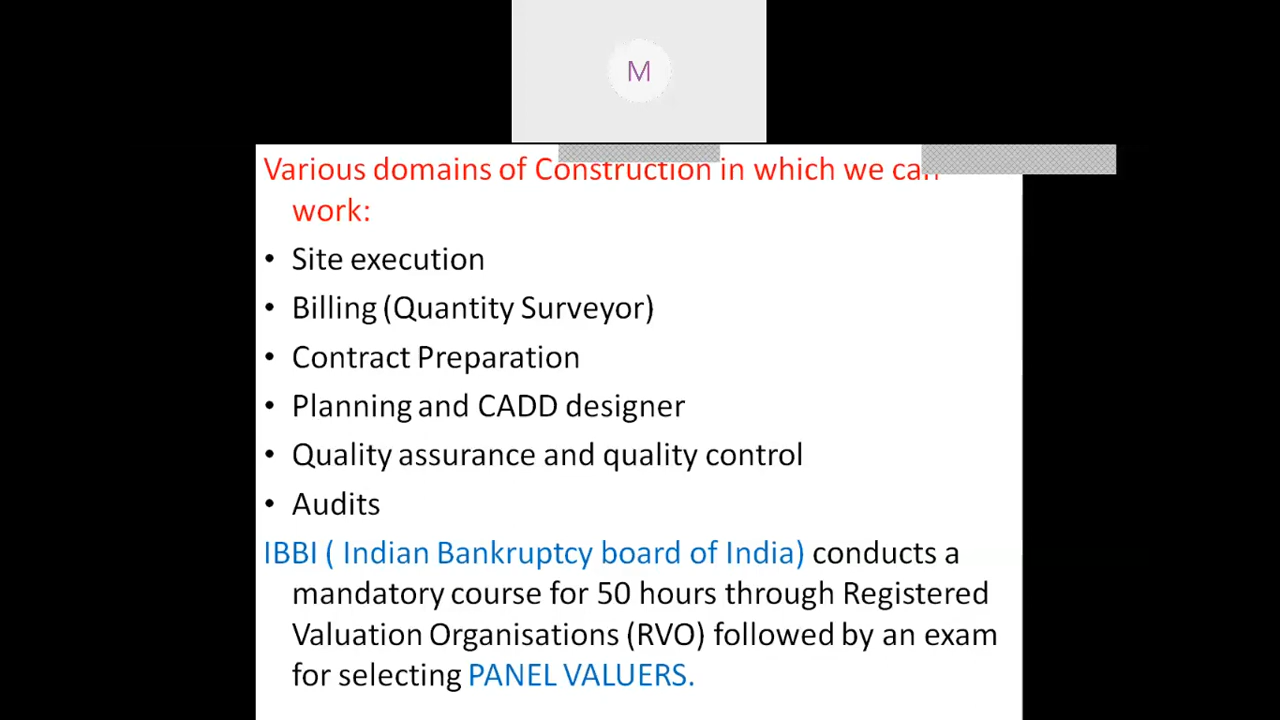 M
Various domains of Construction in which we can
work:
• Site execution
• Billing (Quantity Surveyor)
• Contract Preparation
• Planning and CADD designer
• Quality assurance and quality control
• Audits
IBBI ( Indian Bankruptcy board of India) conducts a
mandatory course for 50 hours through Registered
Valuation Organisations (RVO) followed by an exam
for selecting PANEL VALUERS.